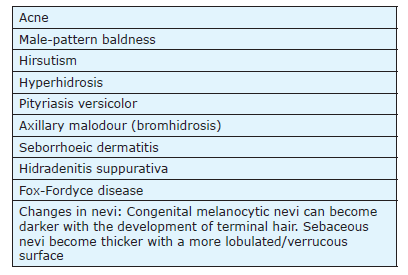 Acne
Male-pattern baldness
Hirsutism
Hyperhidrosis
Pityriasis versicolor
Axillary malodour (bromhidrosis)
Seborrhoeic dermatitis
Hidradenitis suppurativa
Fox-Fordyce disease
Changes in nevi: Congenital melanocytic nevi can become
darker with the development of terminal hair. Sebaceous
nevi become thicker with a more lobulated/verrucous
surface